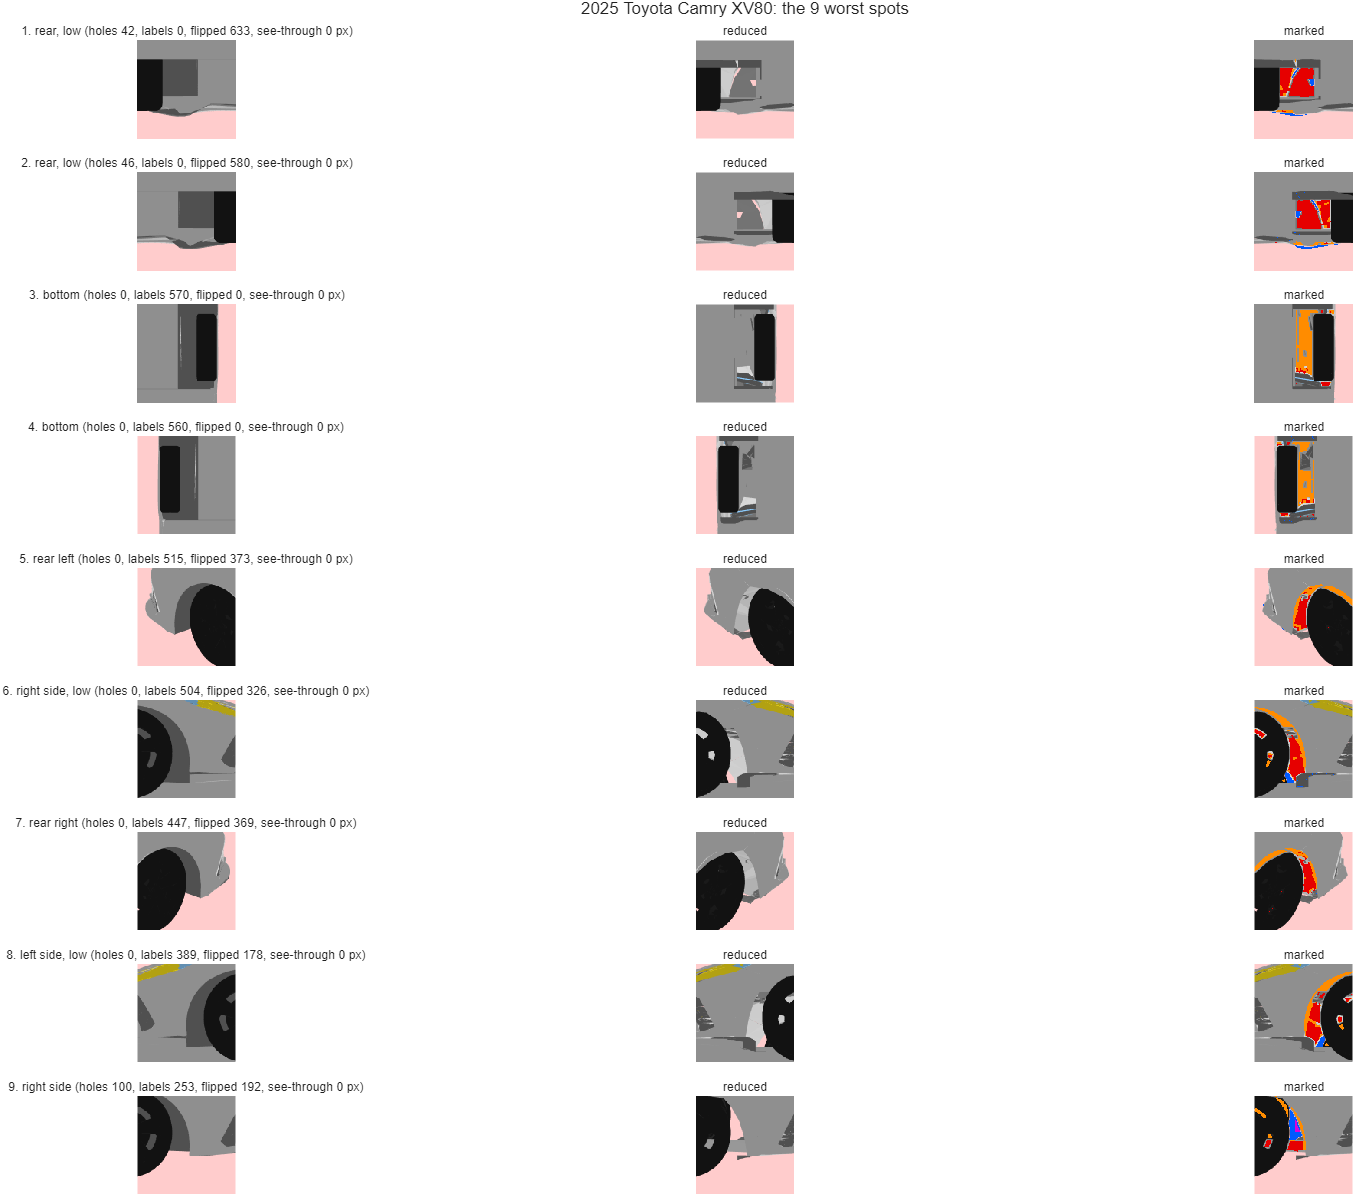 2025 Toyota Camry XV80: the 9 worst spots
1. rear, low (holes 42, labels 0, flipped 633, see-through 0 px)
reduced
marked
2. rear, low (holes 46, labels 0, flipped 580, see-through 0 px)
reduced
marked
3. bottom (holes 0, labels 570, flipped 0, see-through 0 px)
reduced
marked
4. bottom (holes 0, labels 560, flipped 0, see-through 0 px)
reduced
marked
5. rear left (holes 0, labels 515, flipped 373, see-through 0 px)
reduced
marked
6. right side, low (holes 0, labels 504, flipped 326, see-through 0 px)
reduced
marked
7. rear right (holes 0, labels 447, flipped 369, see-through 0 px)
reduced
marked
8. left side, low (holes 0, labels 389, flipped 178, see-through 0 px)
reduced
marked
9. right side (holes 100, labels 253, flipped 192, see-through 0 px)
reduced
marked